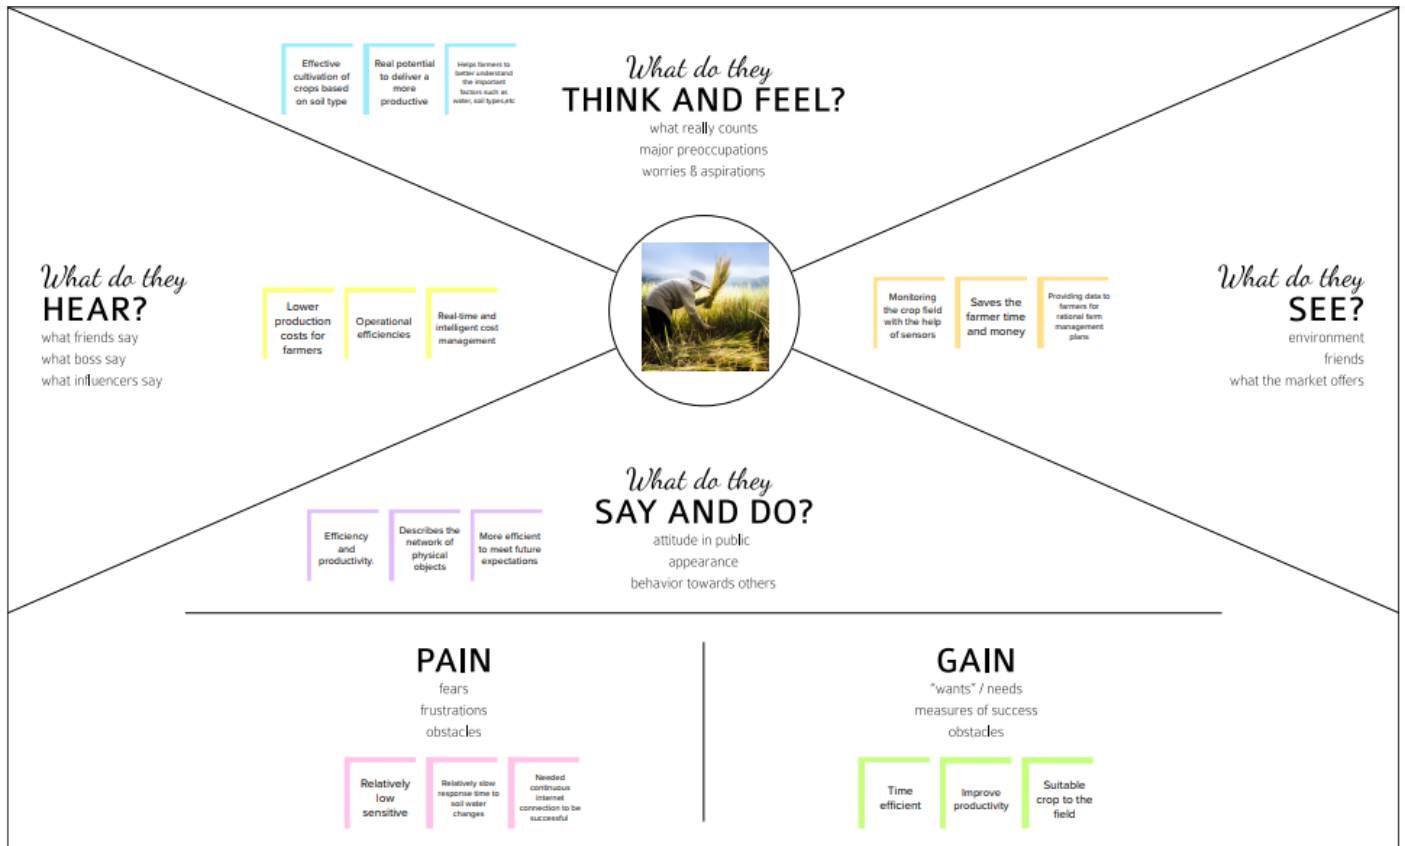 Effective
cultivation of
crops based
on soil type
Real potential
to deliver a
more
productive
Helps farmers to
better understand
the important
factors such as
water, soil types,etc
What do they
THINK AND FEEL?
what really counts
major preoccupations
worries & aspirations
What do they
HEAR?
what friends say
what boss say
what influencers say
Lower
production
costs for
farmers
Operational
efficiencies
Real-time and
intelligent cost
management
Monitoring
the crop field
with the help
of sensors
Saves the
farmer time
and money
Providing data to
farmers for
rational farm
management
plans
What do they
SEE?
environment
friends
what the market offers
What do they
SAY AND DO?
attitude in public
appearance
behavior towards others
Efficiency
and
productivity.
Describes the
network of
physical
objects
More efficient
to meet future
expectations
PAIN
fears
frustrations
obstacles
Relatively
low
sensitive
Relatively slow
response time to
soil water
changes
Needed
continuous
internet
connection to be
successful
GAIN
“wants” / needs
measures of success
obstacles
Time
efficient
Improve
productivity
Suitable
crop to the
field